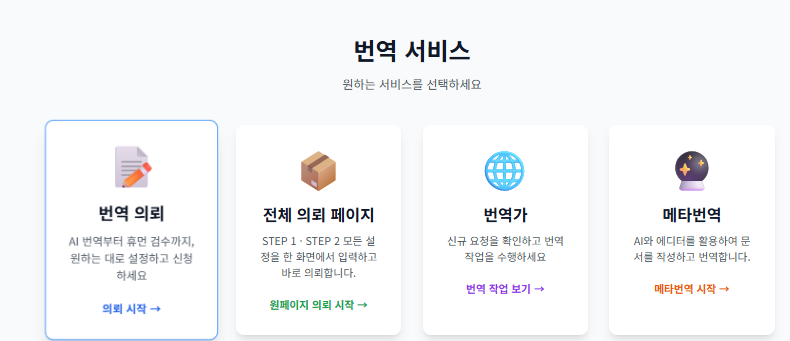 번역 서비스
원하는 서비스를 선택하세요
번역 의뢰
AI 번역부터 휴먼 검수까지,
원하는 대로 설정하고 신청
하세요
의뢰 시작 →
전체 의뢰 페이지
STEP 1 · STEP 2 모든 설
정을 한 화면에서 입력하고
바로 의뢰합니다.
원페이지 의뢰 시작 →
번역가
신규 요청을 확인하고 번역
작업을 수행하세요
번역 작업 보기 →
메타번역
AI와 에디터를 활용하여 문
서를 작성하고 번역합니다.
메타번역 시작 →